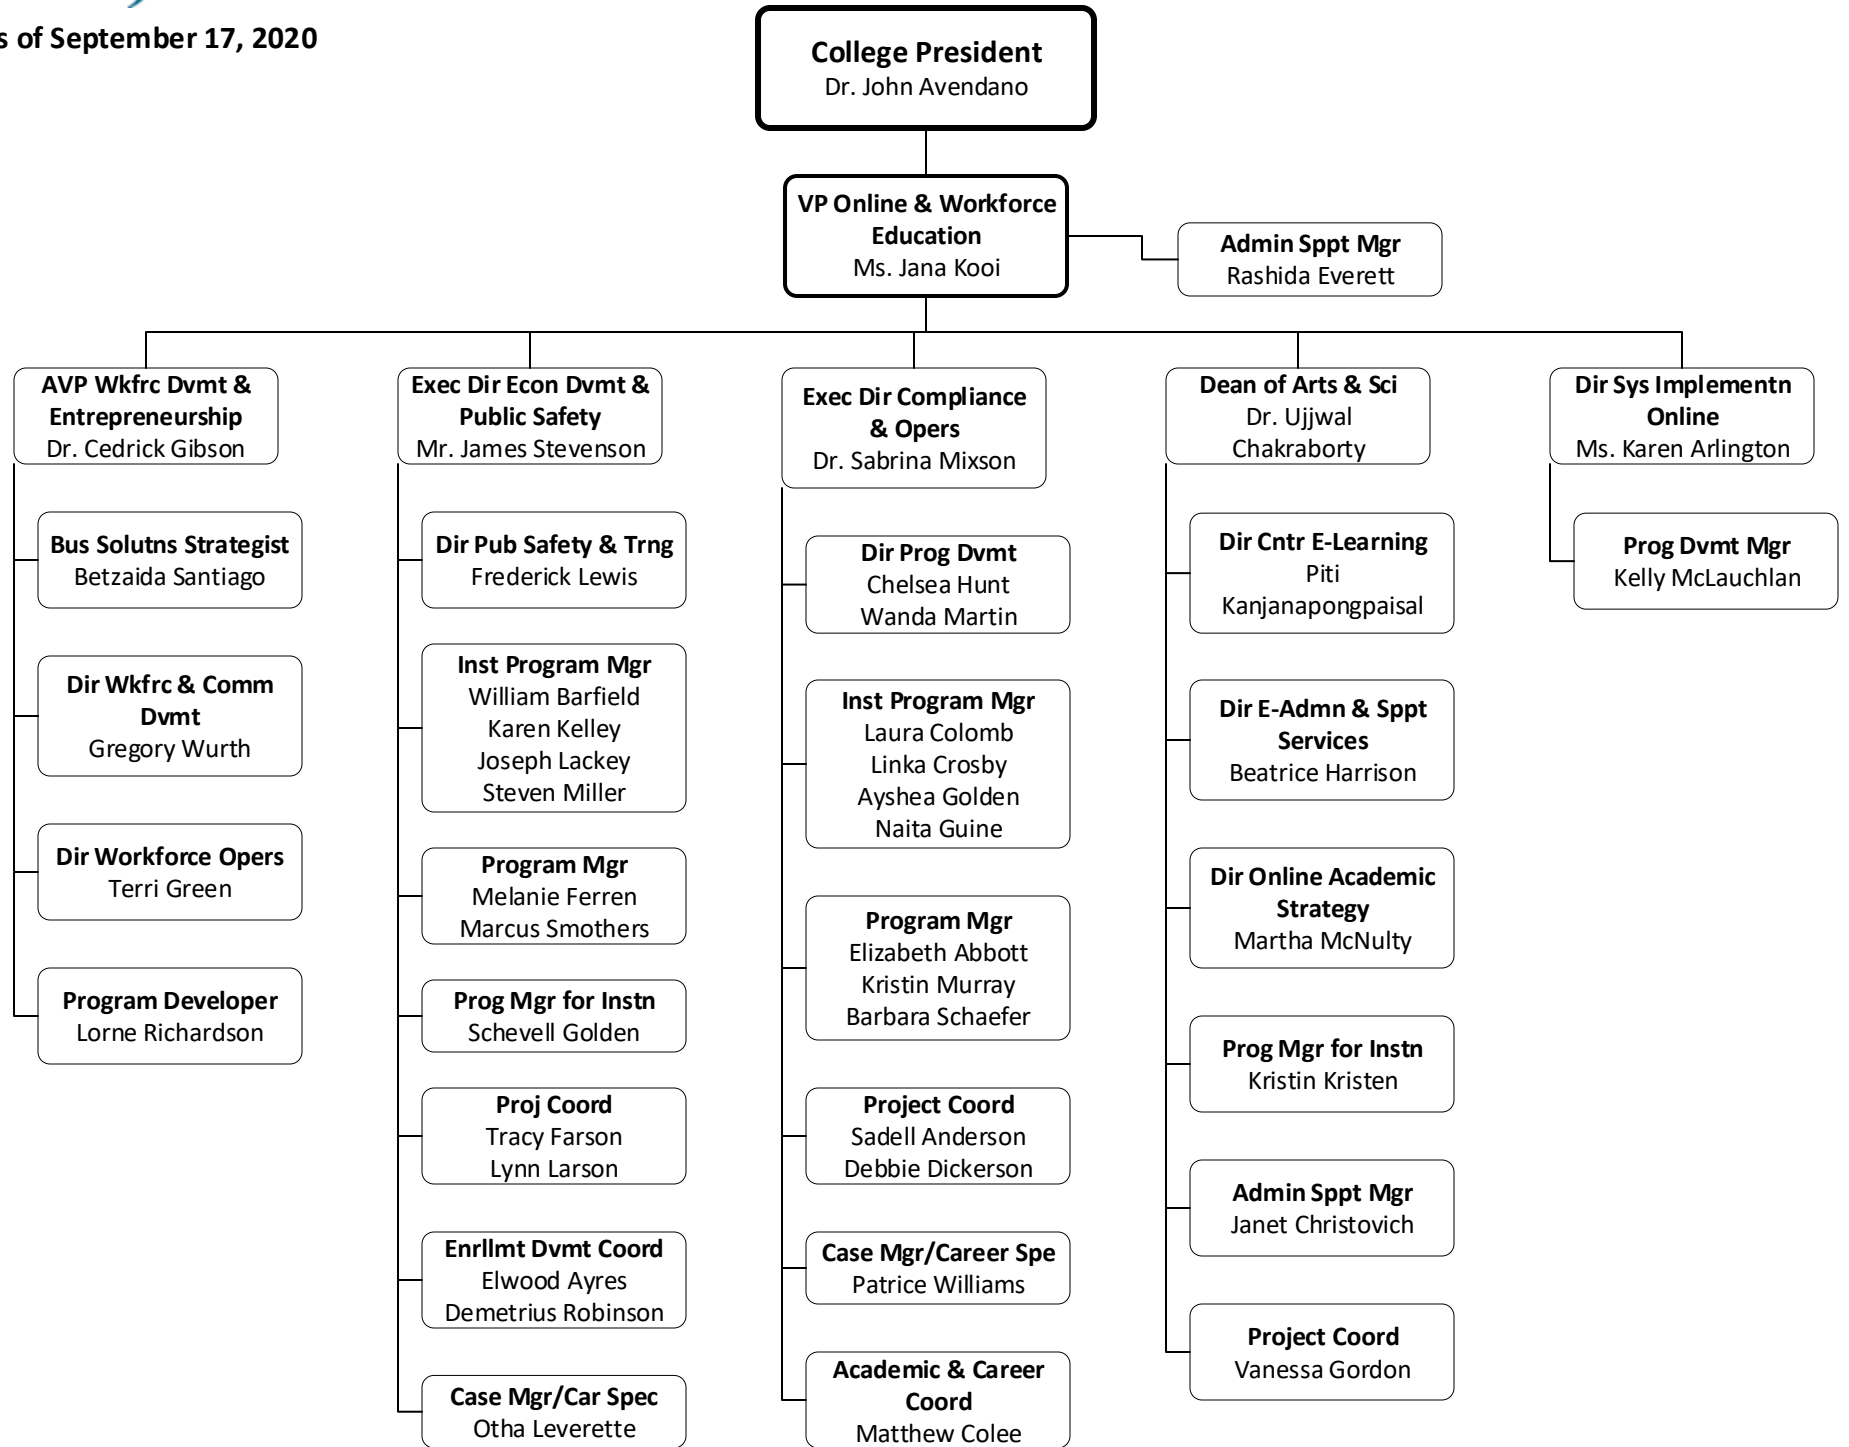 s of September 17, 2020
College President
Dr. John Avendano
VP Online & Workforce
Education
Ms. Jana Kooi
Admin Sppt Mgr
Rashida Everett
AVP Wkfrc Dvmt &
Entrepreneurship
Dr. Cedrick Gibson
Bus Solutns Strategist
Betzaida Santiago
Dir Wkfrc & Comm
Dvmt
Gregory Wurth
Dir Workforce Opers
Terri Green
Program Developer
Lorne Richardson
Exec Dir Econ Dvmt &
Public Safety
Mr. James Stevenson
Dir Pub Safety & Trng
Frederick Lewis
Inst Program Mgr
William Barfield
Karen Kelley
Joseph Lackey
Steven Miller
Program Mgr
Melanie Ferren
Marcus Smothers
Prog Mgr for Instn
Schevell Golden
Proj Coord
Tracy Farson
Lynn Larson
Enrllmt Dvmt Coord
Elwood Ayres
Demetrius Robinson
Case Mgr/Car Spec
Otha Leverette
Exec Dir Compliance
& Opers
Dr. Sabrina Mixson
Dir Prog Dvmt
Chelsea Hunt
Wanda Martin
Inst Program Mgr
Laura Colomb
Linka Crosby
Ayshea Golden
Naita Guine
Program Mgr
Elizabeth Abbott
Kristin Murray
Barbara Schaefer
Project Coord
Sadell Anderson
Debbie Dickerson
Case Mgr/Career Spe
Patrice Williams
Academic & Career
Coord
Matthew Colee
Dean of Arts & Sci
Dr. Ujjwal
Chakraborty
Dir Cntr E-Learning
Piti
Kanjanapongpaisal
Dir E-Admn & Sppt
Services
Beatrice Harrison
Dir Online Academic
Strategy
Martha McNulty
Prog Mgr for Instn
Kristin Kristen
Admin Sppt Mgr
Janet Christovich
Project Coord
Vanessa Gordon
Dir Sys Implementn
Online
Ms. Karen Arlington
Prog Dvmt Mgr
Kelly McLauchlan